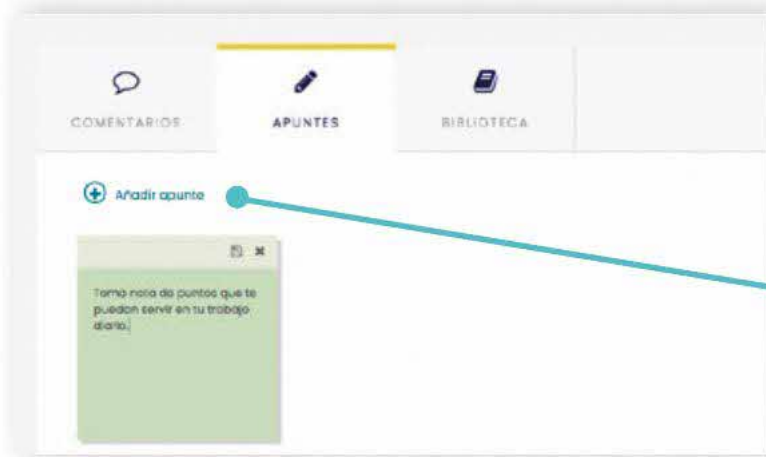 COMENTARIOS
APUNTES
BIBLIOTECA
Añadir apunte
Toma nota de puntos que te
puedan servir en tu trabajo
diario.